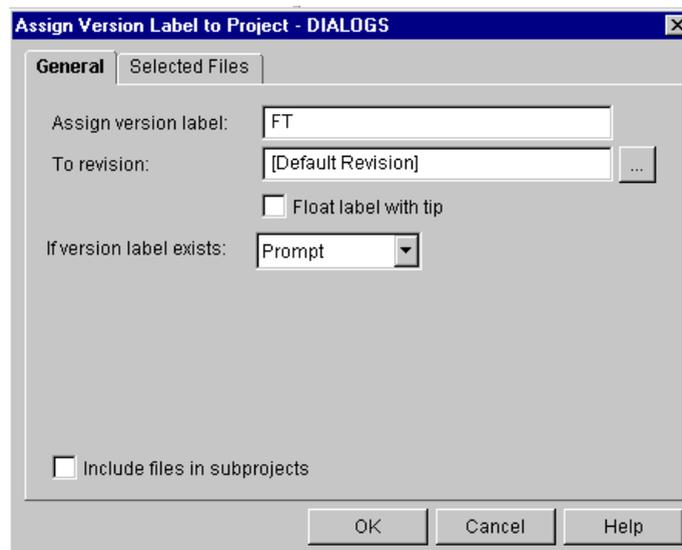 Assign Version Label to Project - DIALOGS
General Selected Files
Assign version label: FT
To revision: [Default Revision] ...
Float label with tip
If version label exists: Prompt
Include files in subprojects
OK Cancel Help